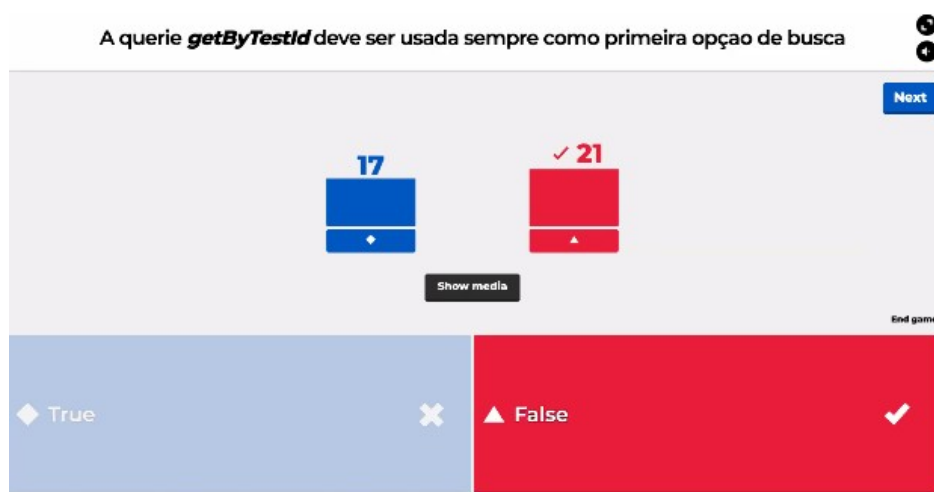 A querie getByTestId deve ser usada sempre como primeira opçao de busca
Next
17
21
Show media
End game
True
False